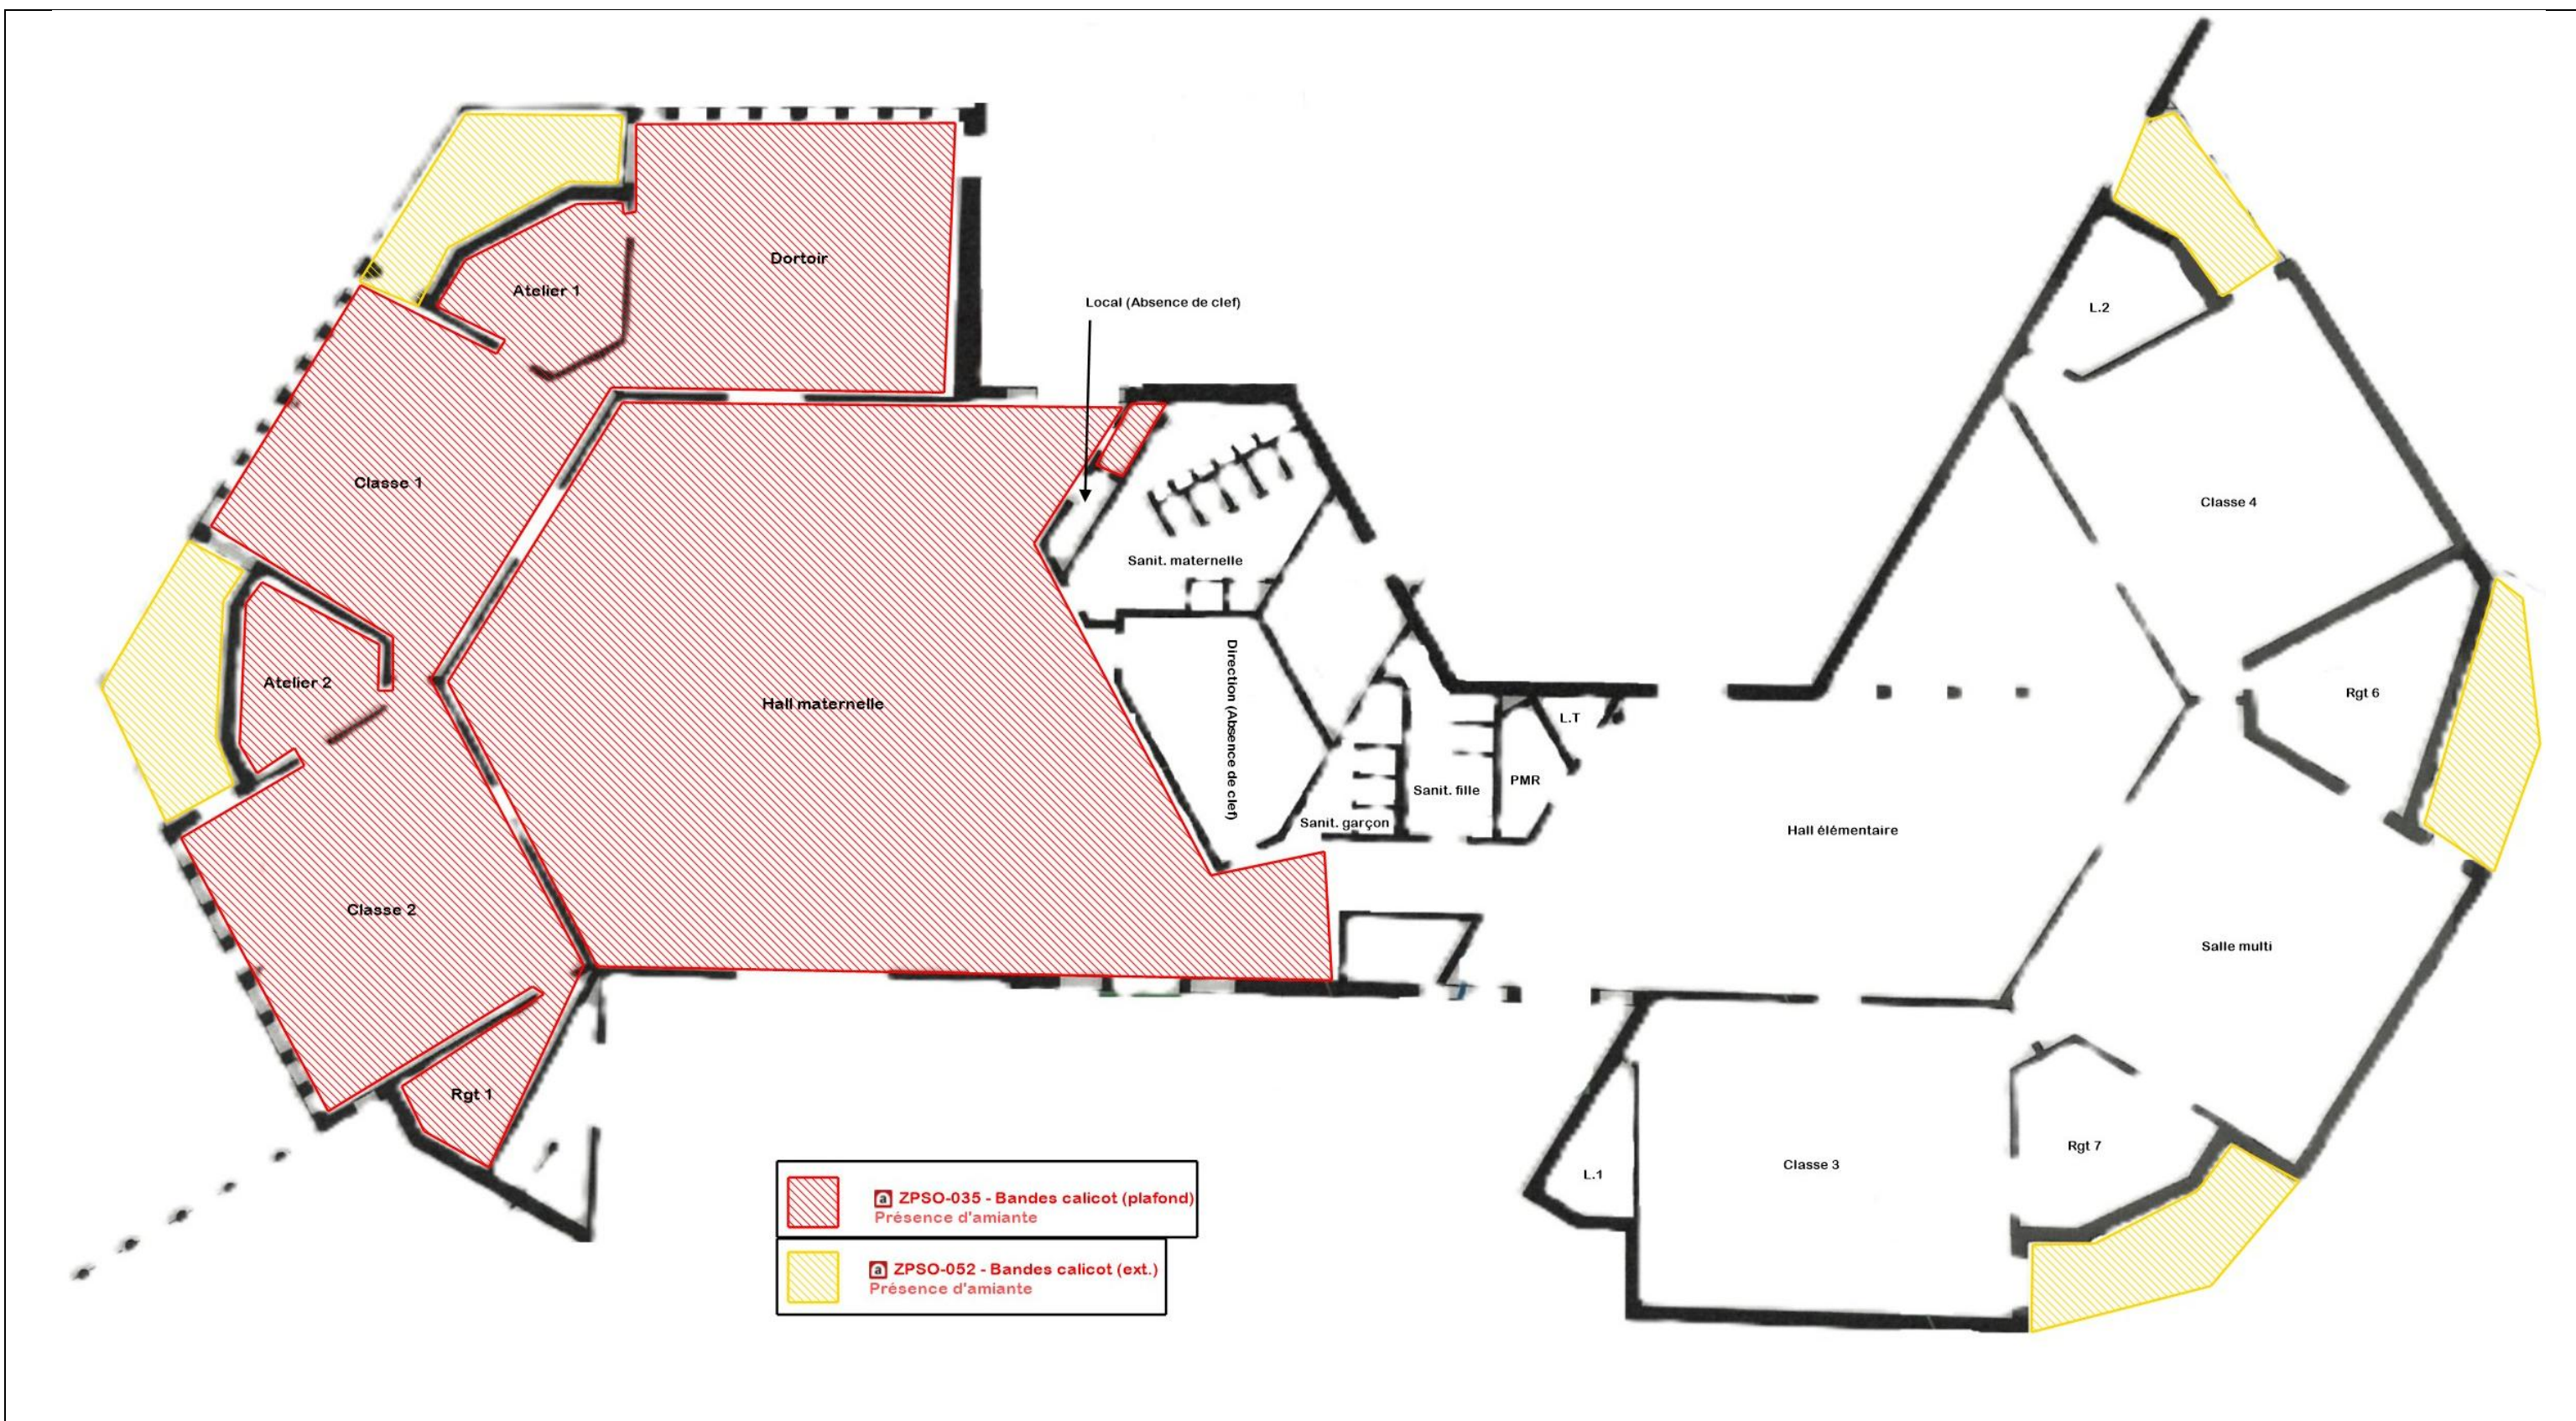 Dortoir
Atelier 1
Local (Absence de clef)
L.2
Classe 1
Classe 4
Sanit. maternelle
Atelier 2
Hall maternelle
Direction (Absence de clef)
Rgt 6
L.T
PMR
Sanit. fille
Sanit. garçon
Hall élémentaire
Classe 2
Salle multi
Rgt 1
Rgt 7
Classe 3
L.1
a ZPSO-035 - Bandes calicot (plafond)
Présence d'amiante
a ZPSO-052 - Bandes calicot (ext.)
Présence d'amiante